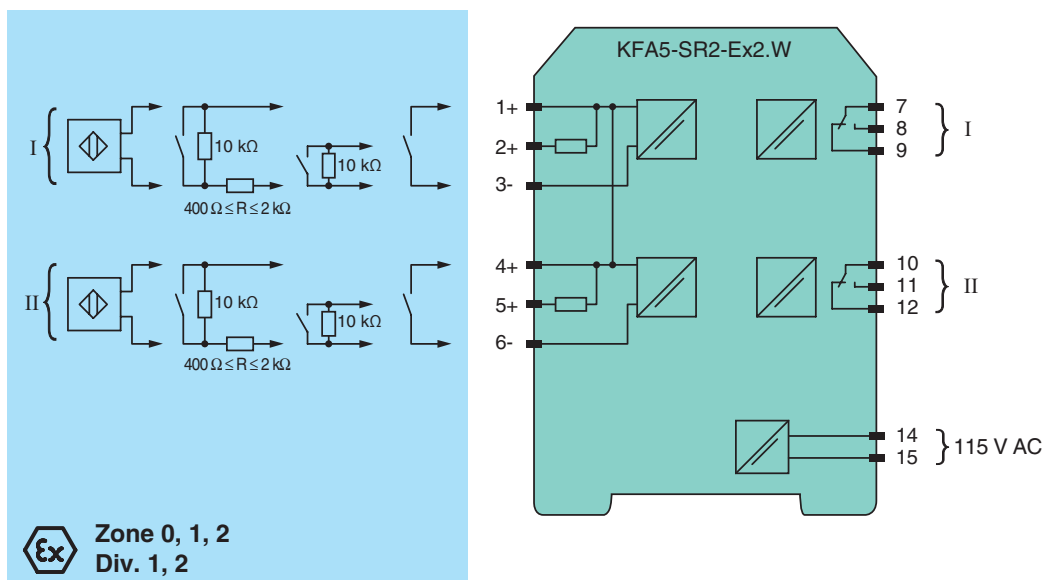 KFA5-SR2-Ex2.W
I
10 kΩ
10 kΩ
400 Ω ≤ R ≤ 2 kΩ
II
10 kΩ
10 kΩ
400 Ω ≤ R ≤ 2 kΩ
1+
2+
3-
4+
5+
6-
7
8
9
I
10
11
12
II
14
15
115 V AC
Ex
Zone 0, 1, 2
Div. 1, 2